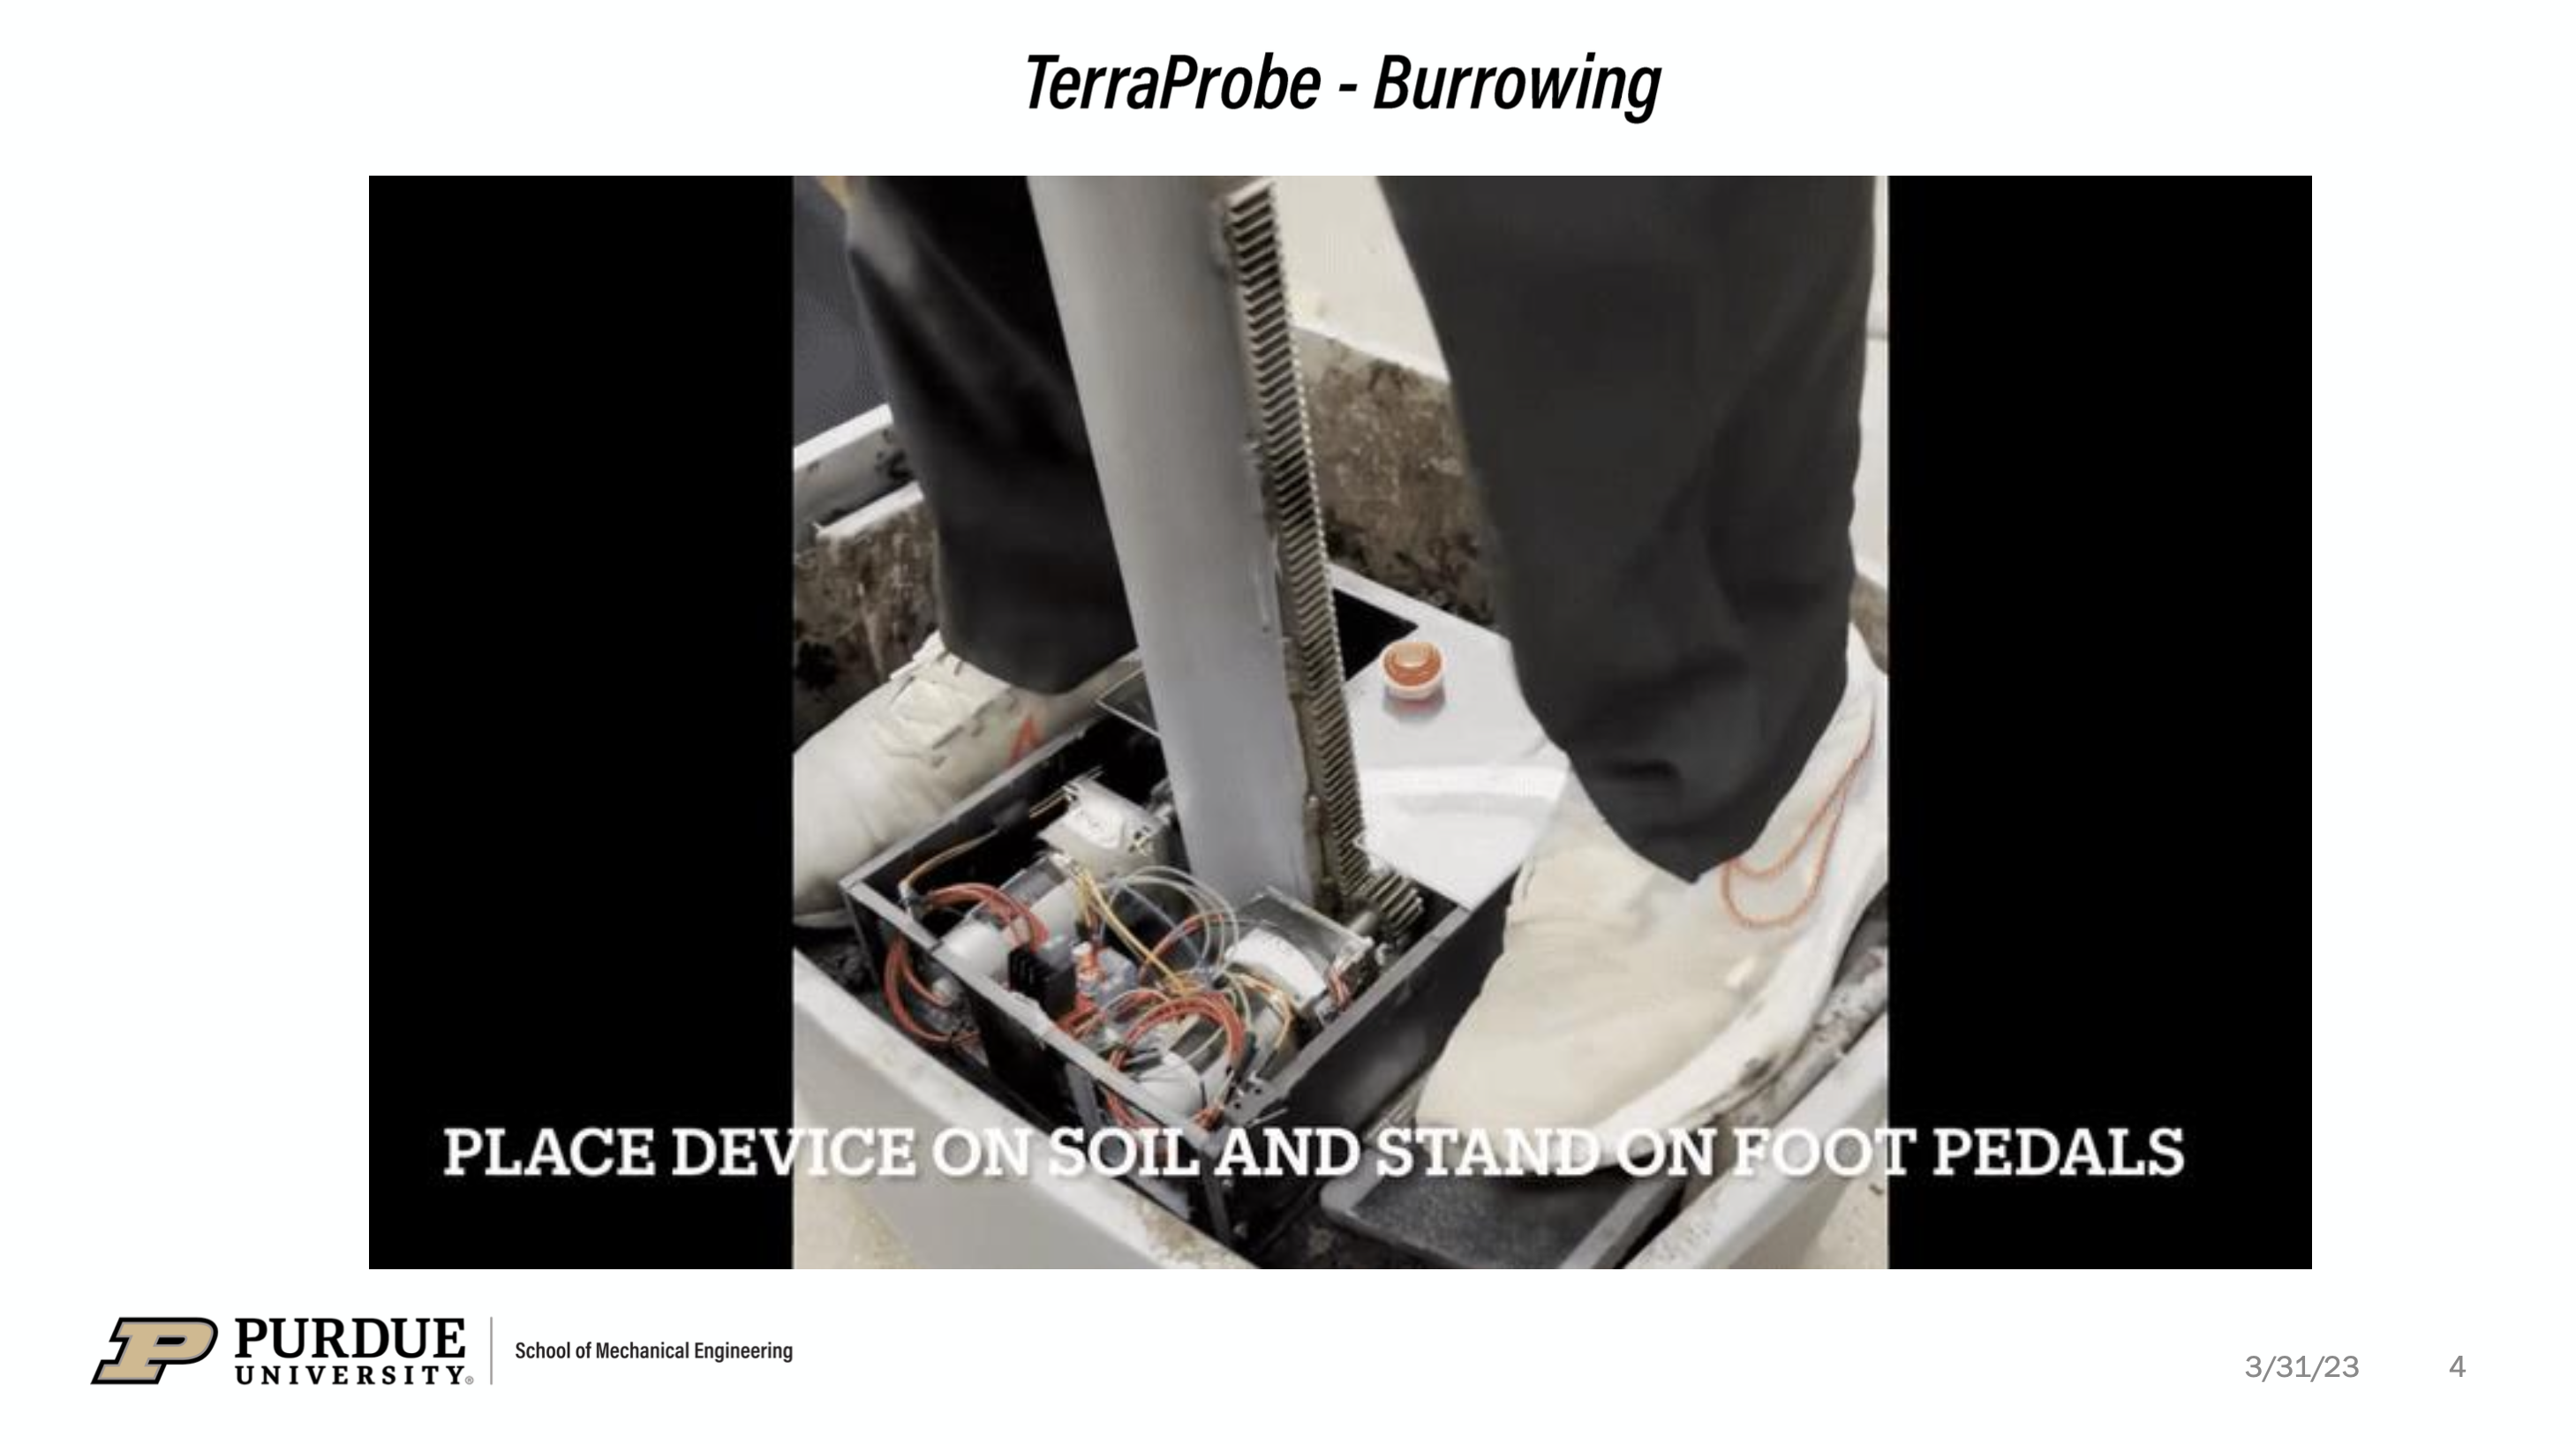 TerraProbe - Burrowing
PLACE DEVICE ON SOIL AND STAND ON FOOT PEDALS
PURDUE
UNIVERSITY®
School of Mechanical Engineering
3/31/23
4